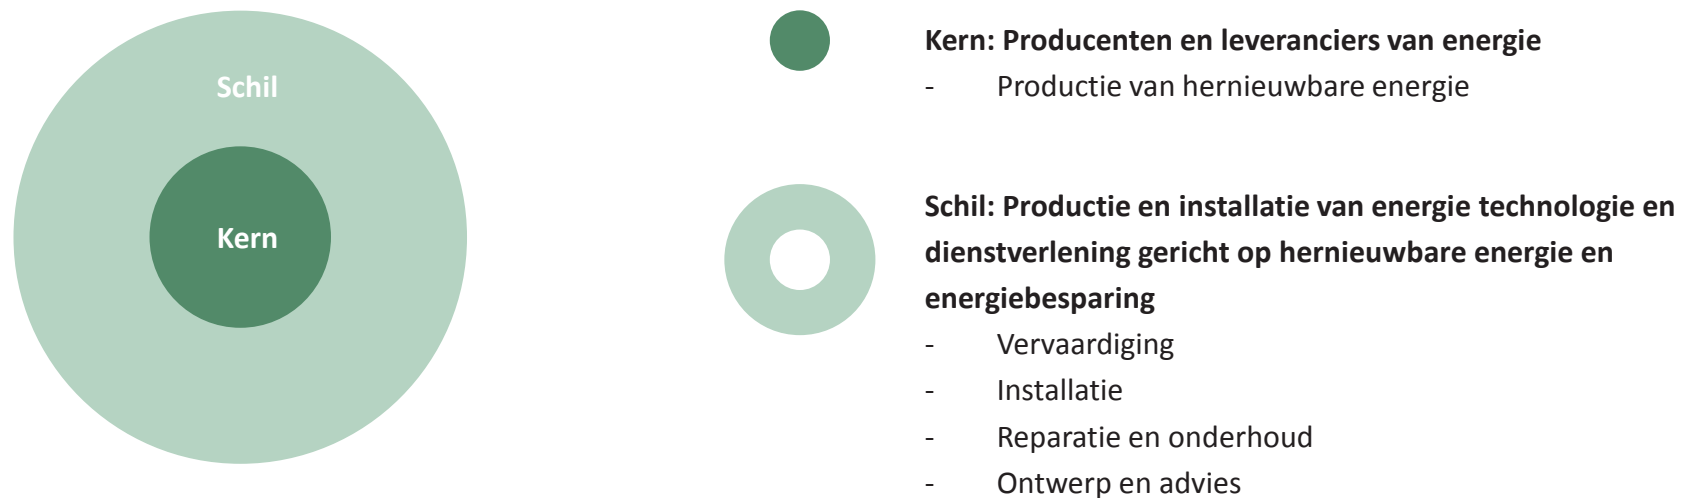 Schil
Kern
Kern: Producenten en leveranciers van energie
- Productie van hernieuwbare energie
Schil: Productie en installatie van energie technologie en
dienstverlening gericht op hernieuwbare energie en
energiebesparing
- Vervaardiging
- Installatie
- Reparatie en onderhoud
- Ontwerp en advies